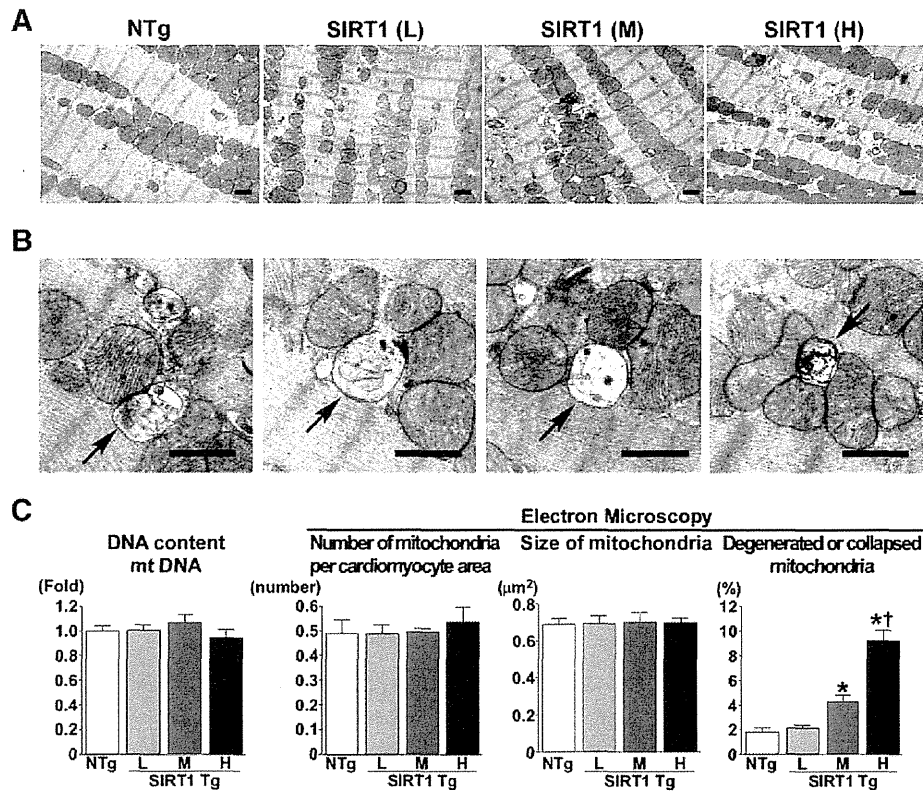 A
NTg SIRT1 (L) SIRT1 (M) SIRT1 (H)
B
C
Electron Microscopy
DNA content
mt DNA
Number of mitochondria
per cardiomyocyte area
Size of mitochondria
Degenerated or collapsed
mitochondria
(Fold)
1.2
1.0
0.8
0.6
0.4
0.2
0
NTg L M H
SIRT1 Tg
(number)
0.6
0.5
0.4
0.3
0.2
0.1
0
NTg L M H
SIRT1 Tg
(μm²)
0.8
0.6
0.4
0.2
0
NTg L M H
SIRT1 Tg
(%)
12
10
8
6
4
2
0
*
*†
NTg L M H
SIRT1 Tg